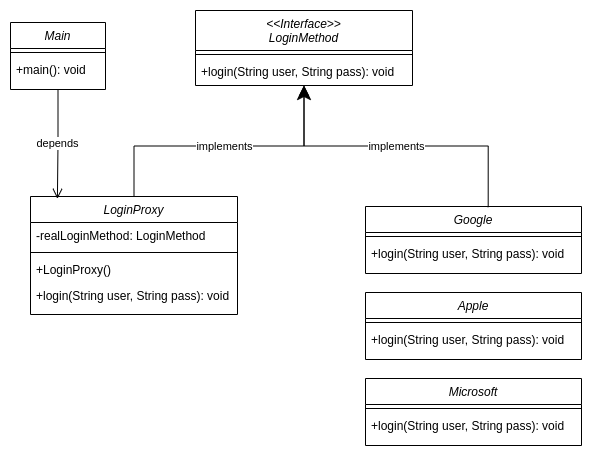 Main
+main(): void
<<Interface>>
LoginMethod
+login(String user, String pass): void
depends
implements
implements
LoginProxy
-realLoginMethod: LoginMethod
+LoginProxy()
+login(String user, String pass): void
Google
+login(String user, String pass): void
Apple
+login(String user, String pass): void
Microsoft
+login(String user, String pass): void